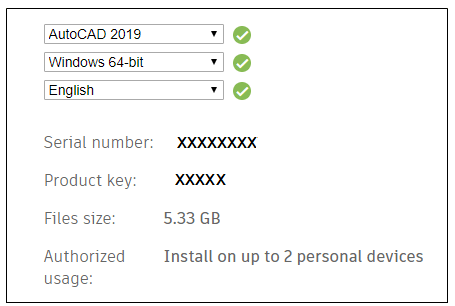 AutoCAD 2019
Windows 64-bit
English
Serial number: XXXXXXXX
Product key: XXXXX
Files size: 5.33 GB
Authorized Install on up to 2 personal devices
usage: